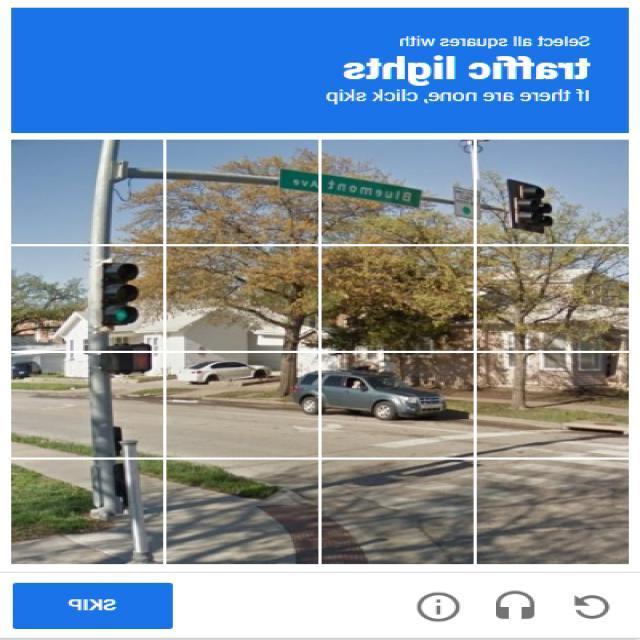 Select all squares with
traffic lights
If there are none, click skip
Bluemont Ave
SKIP